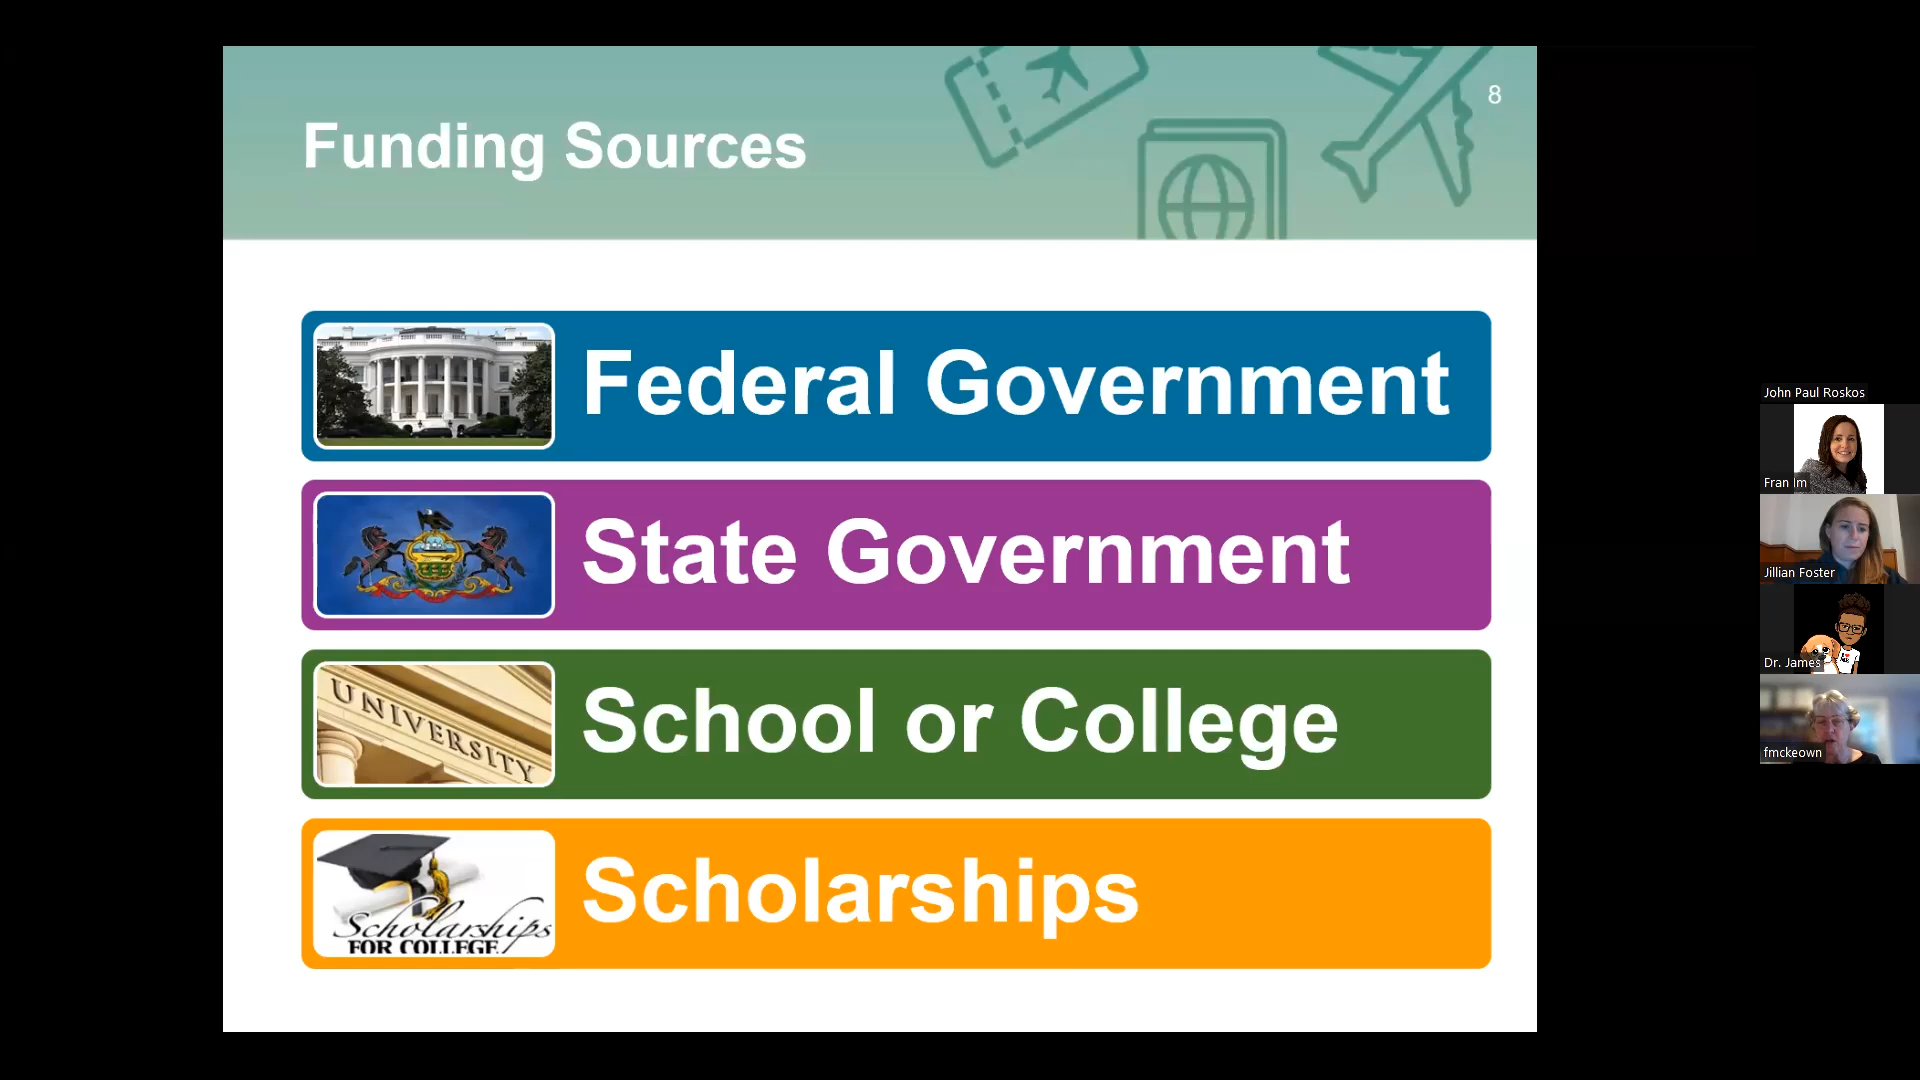 8
Funding Sources
Federal Government
State Government
UNIVERSITY
School or College
Scholarships
FOR COLLEGE
Scholarships
John Paul Roskos
Fran Im
Jillian Foster
Dr. James
fmckeown